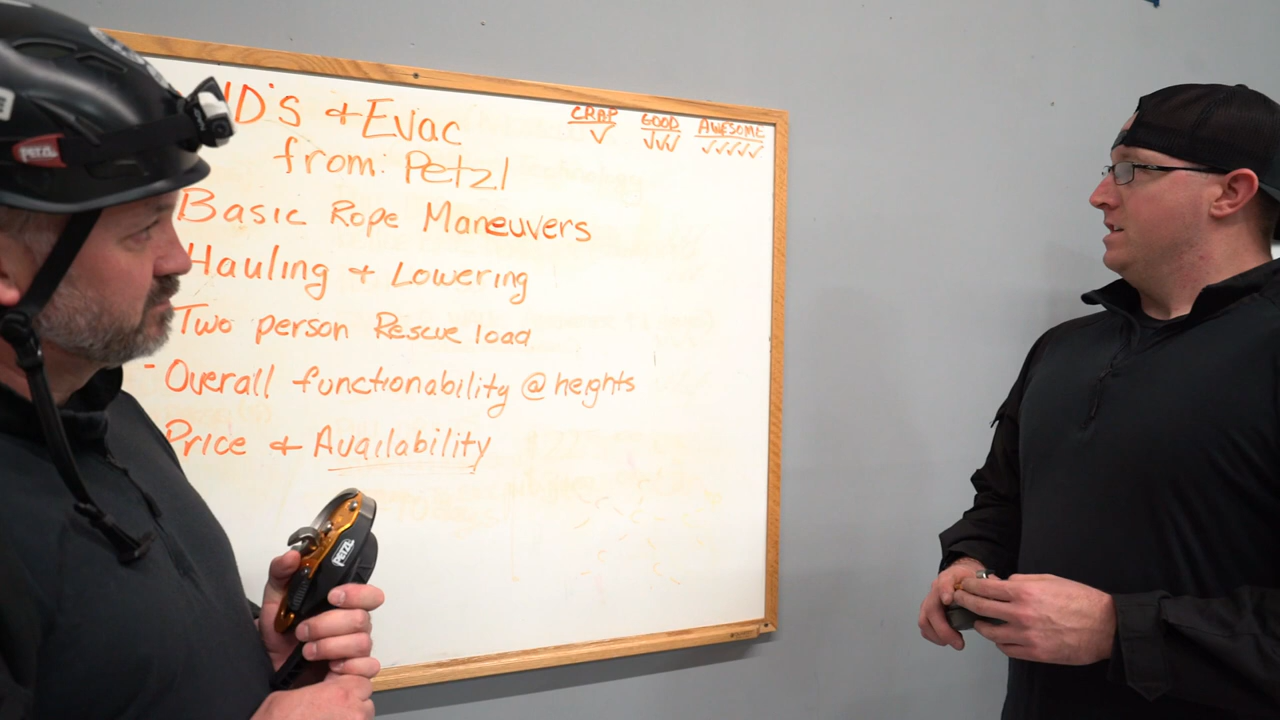 ID's + Evac
from: Petzl
CRAP GOOD AWESOME
✓ ✓✓✓ ✓✓✓✓✓
Basic Rope Maneuvers
Hauling + Lowering
Two person Rescue load
- Overall functionability @ heights
Price + Availability
PETZL
PETZL